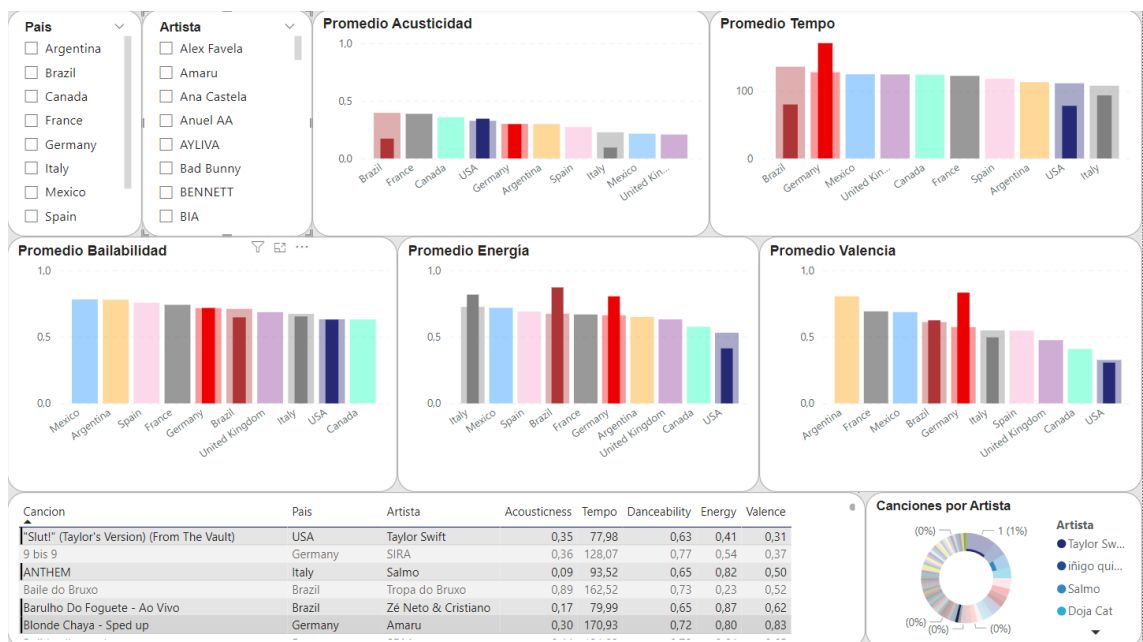 Pais
Argentina
Brazil
Canada
France
Germany
Italy
Mexico
Spain
Artista
Alex Favela
Amaru
Ana Castela
Anuel AA
AYLIVA
Bad Bunny
BENNETT
BIA
Promedio Acusticidad
1.0
0.5
0.0
Brazil
France
Canada
USA
Germany
Argentina
Spain
Italy
Mexico
United Kin...
Promedio Tempo
100
0
Brazil
Germany
Mexico
United Kin...
Canada
France
Spain
Argentina
USA
Italy
Promedio Bailabilidad
1.0
0.5
0.0
Mexico
Argentina
Spain
France
Germany
Brazil
United Kingdom
Italy
USA
Canada
Promedio Energía
1.0
0.5
0.0
Italy
Mexico
Spain
Brazil
France
Germany
Argentina
United Kingdom
Canada
USA
Promedio Valencia
1.0
0.5
0.0
Argentina
France
Mexico
Brazil
Germany
Italy
Spain
United Kingdom
Canada
USA
Cancion Pais Artista Acousticness Tempo Danceability Energy Valence
"Slut!" (Taylor's Version) (From The Vault) USA Taylor Swift 0,35 77,98 0,63 0,41 0,31
9 bis 9 Germany SIRA 0,36 128,07 0,77 0,54 0,37
ANTHEM Italy Salmo 0,09 93,52 0,65 0,82 0,50
Baile do Bruxo Brazil Tropa do Bruxo 0,89 162,52 0,73 0,23 0,52
Barulho Do Foguete - Ao Vivo Brazil Zé Neto & Cristiano 0,17 79,99 0,65 0,87 0,62
Blonde Chaya - Sped up Germany Amaru 0,30 170,93 0,72 0,80 0,83
Canciones por Artista
(0%)
1 (1%)
(0%)
(0%)
(0%)
Artista
Taylor Sw...
iñigo qui...
Salmo
Doja Cat